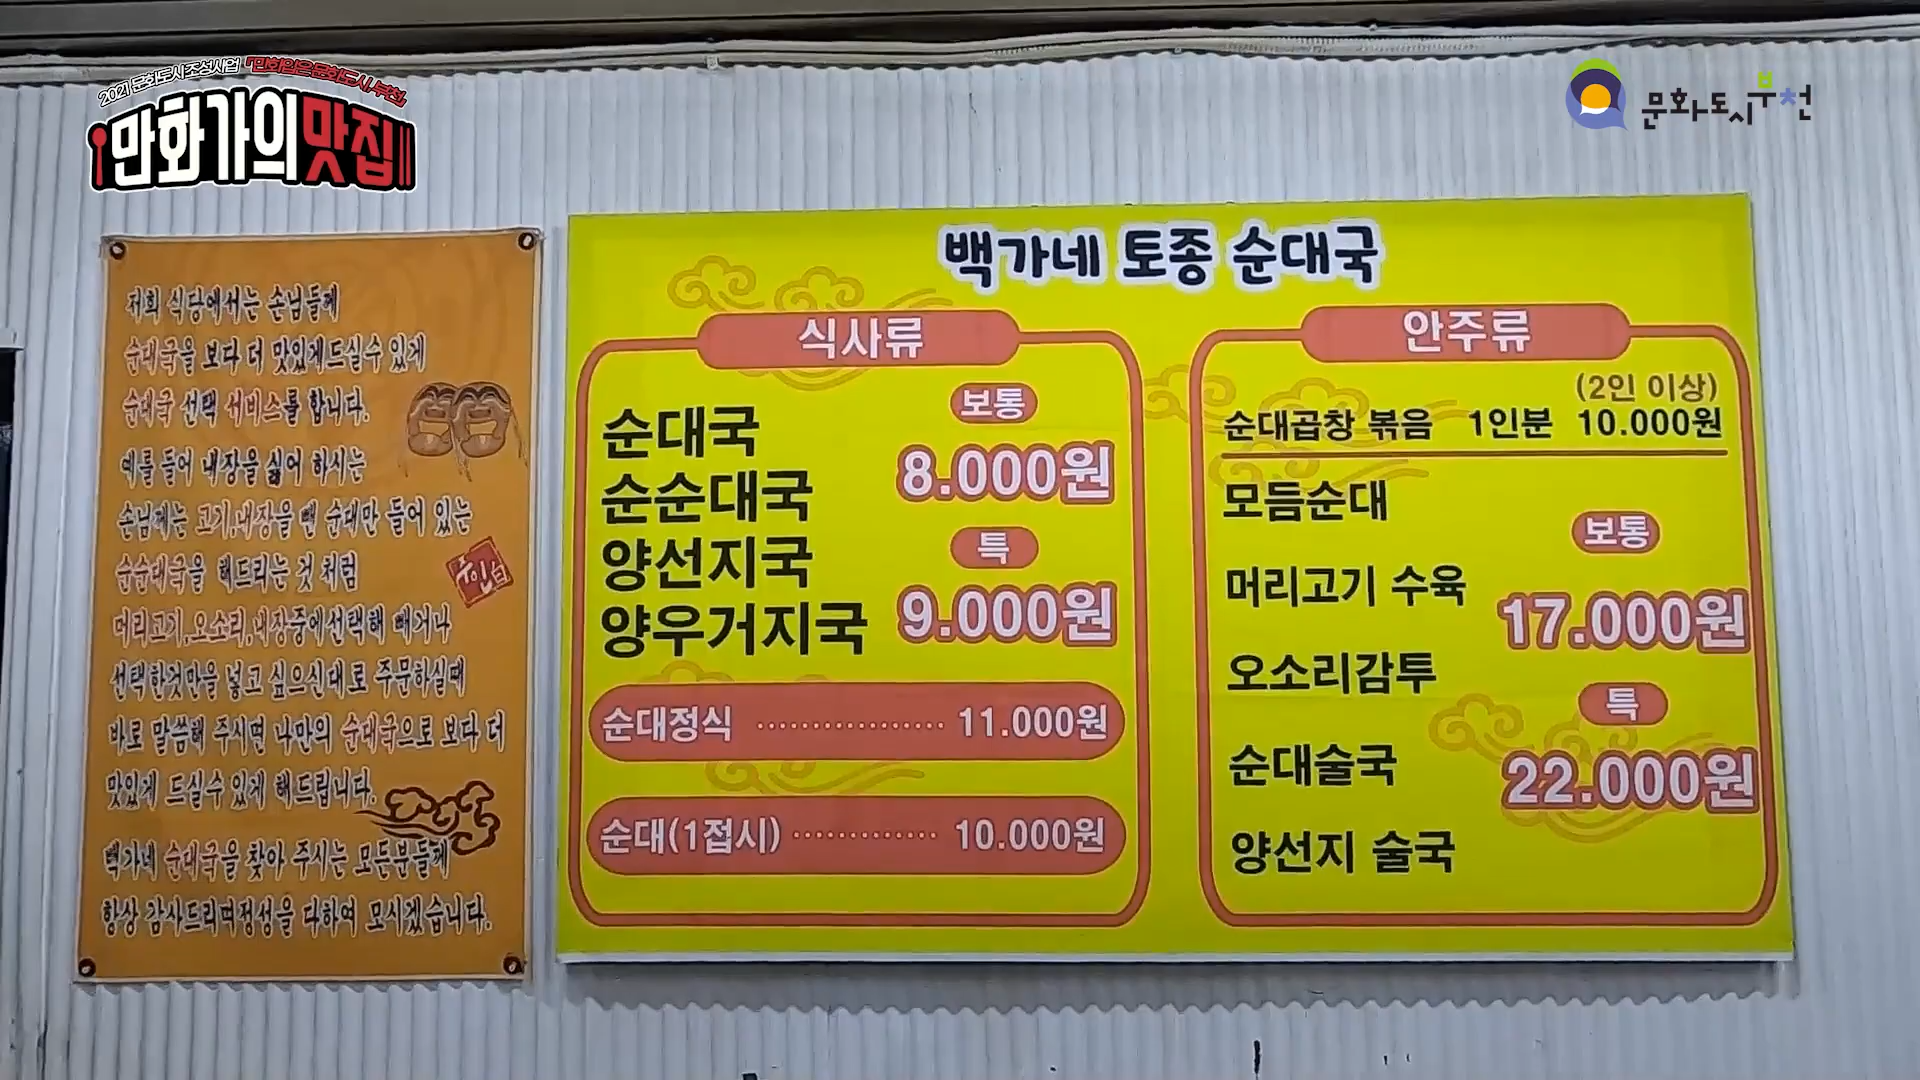 2021 문화도시조성사업 「만화같은 문화도시, 부천」
만화가의맛집
문화도시부천
저희 식당에서는 손님들께
순대국을 보다 더 맛있게드실수 있게
순대국 선택 서비스를 합니다.
예를 들어 내장을 싫어 하시는
손님께는 고기,내장을 뺀 순대만 들어 있는
순순대국을 해드리는 것 처럼
머리고기,오소리,내장중에선택해 빼거나
선택한것만을 넣고 싶으신대로 주문하실때
바로 말씀해 주시면 나만의 순대국으로 보다 더
맛있게 드실수 있게 해드립니다.
백가네 순대국을 찾아 주시는 모든분들께
항상 감사드리며정성을 다하여 모시겠습니다.
백가네 토종 순대국
식사류
순대국
순순대국
양선지국
양우거지국
보통
8.000원
특
9.000원
순대정식 ················· 11.000원
순대(1접시) ············· 10.000원
안주류
(2인 이상)
순대곱창 볶음 1인분 10.000원
모듬순대
머리고기 수육
오소리감투
순대술국
양선지 술국
보통
17.000원
특
22.000원